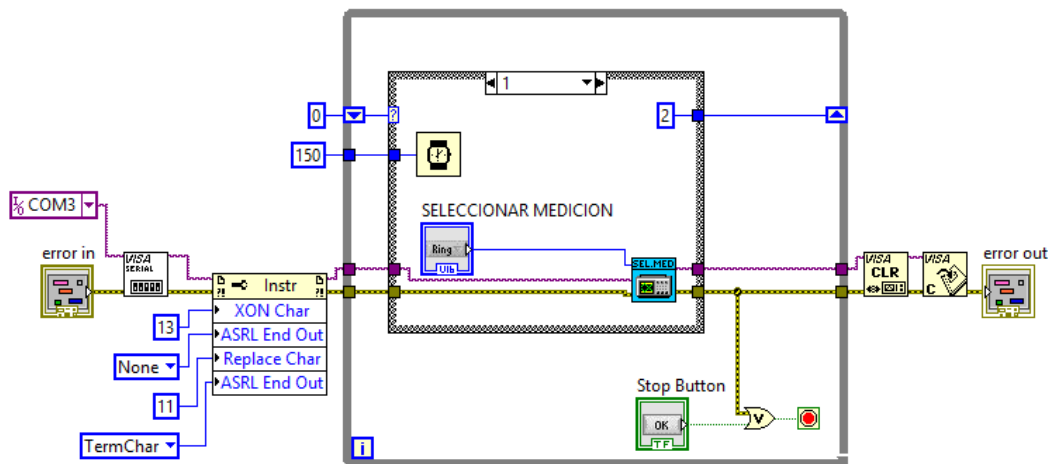 1
0
?
2
150
COM3
SELECCIONAR MEDICION
Ring
U16
SEL.MED
error in
VISA
SERIAL
Instr
XON Char
ASRL End Out
Replace Char
ASRL End Out
13
None
11
TermChar
VISA
CLR
VISA
C
error out
Stop Button
OK
TF
V
i